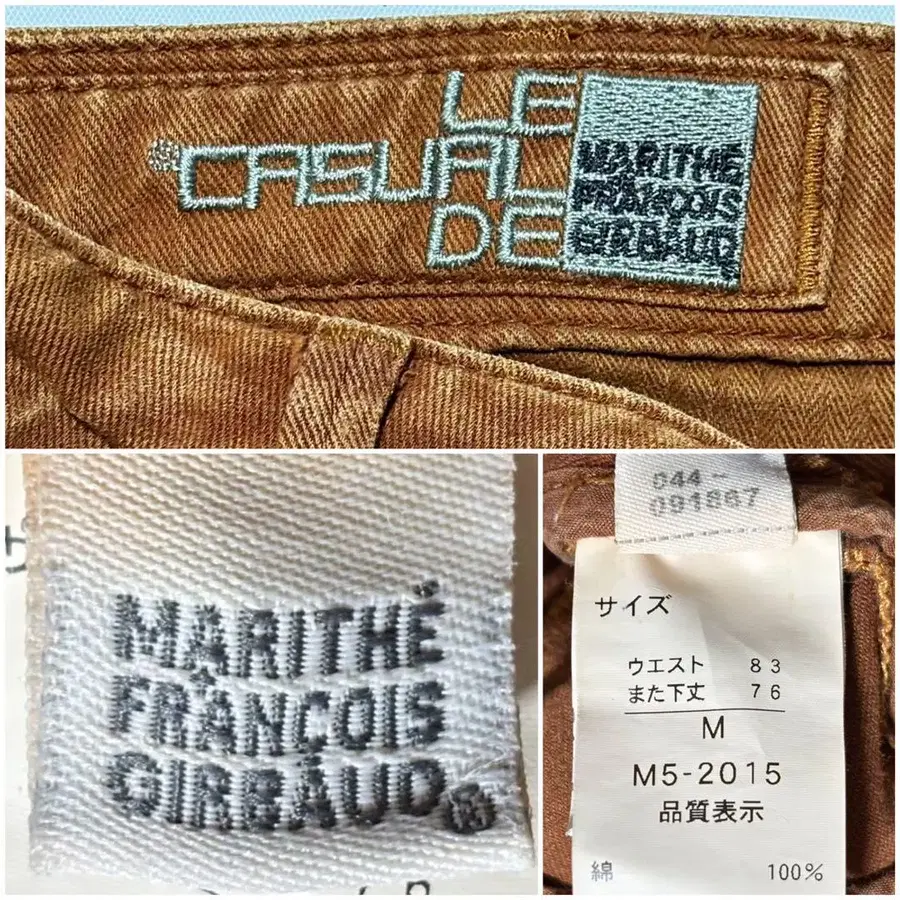 LE
CASUAL
DE
MARITHÉ
FRANÇOIS
GIRBAUD
MARITHÉ
FRANÇOIS
GIRBAUD®
044-
091867
サイズ
ウエスト 83
また下丈 76
M
M5-2015
品質表示
綿 100%